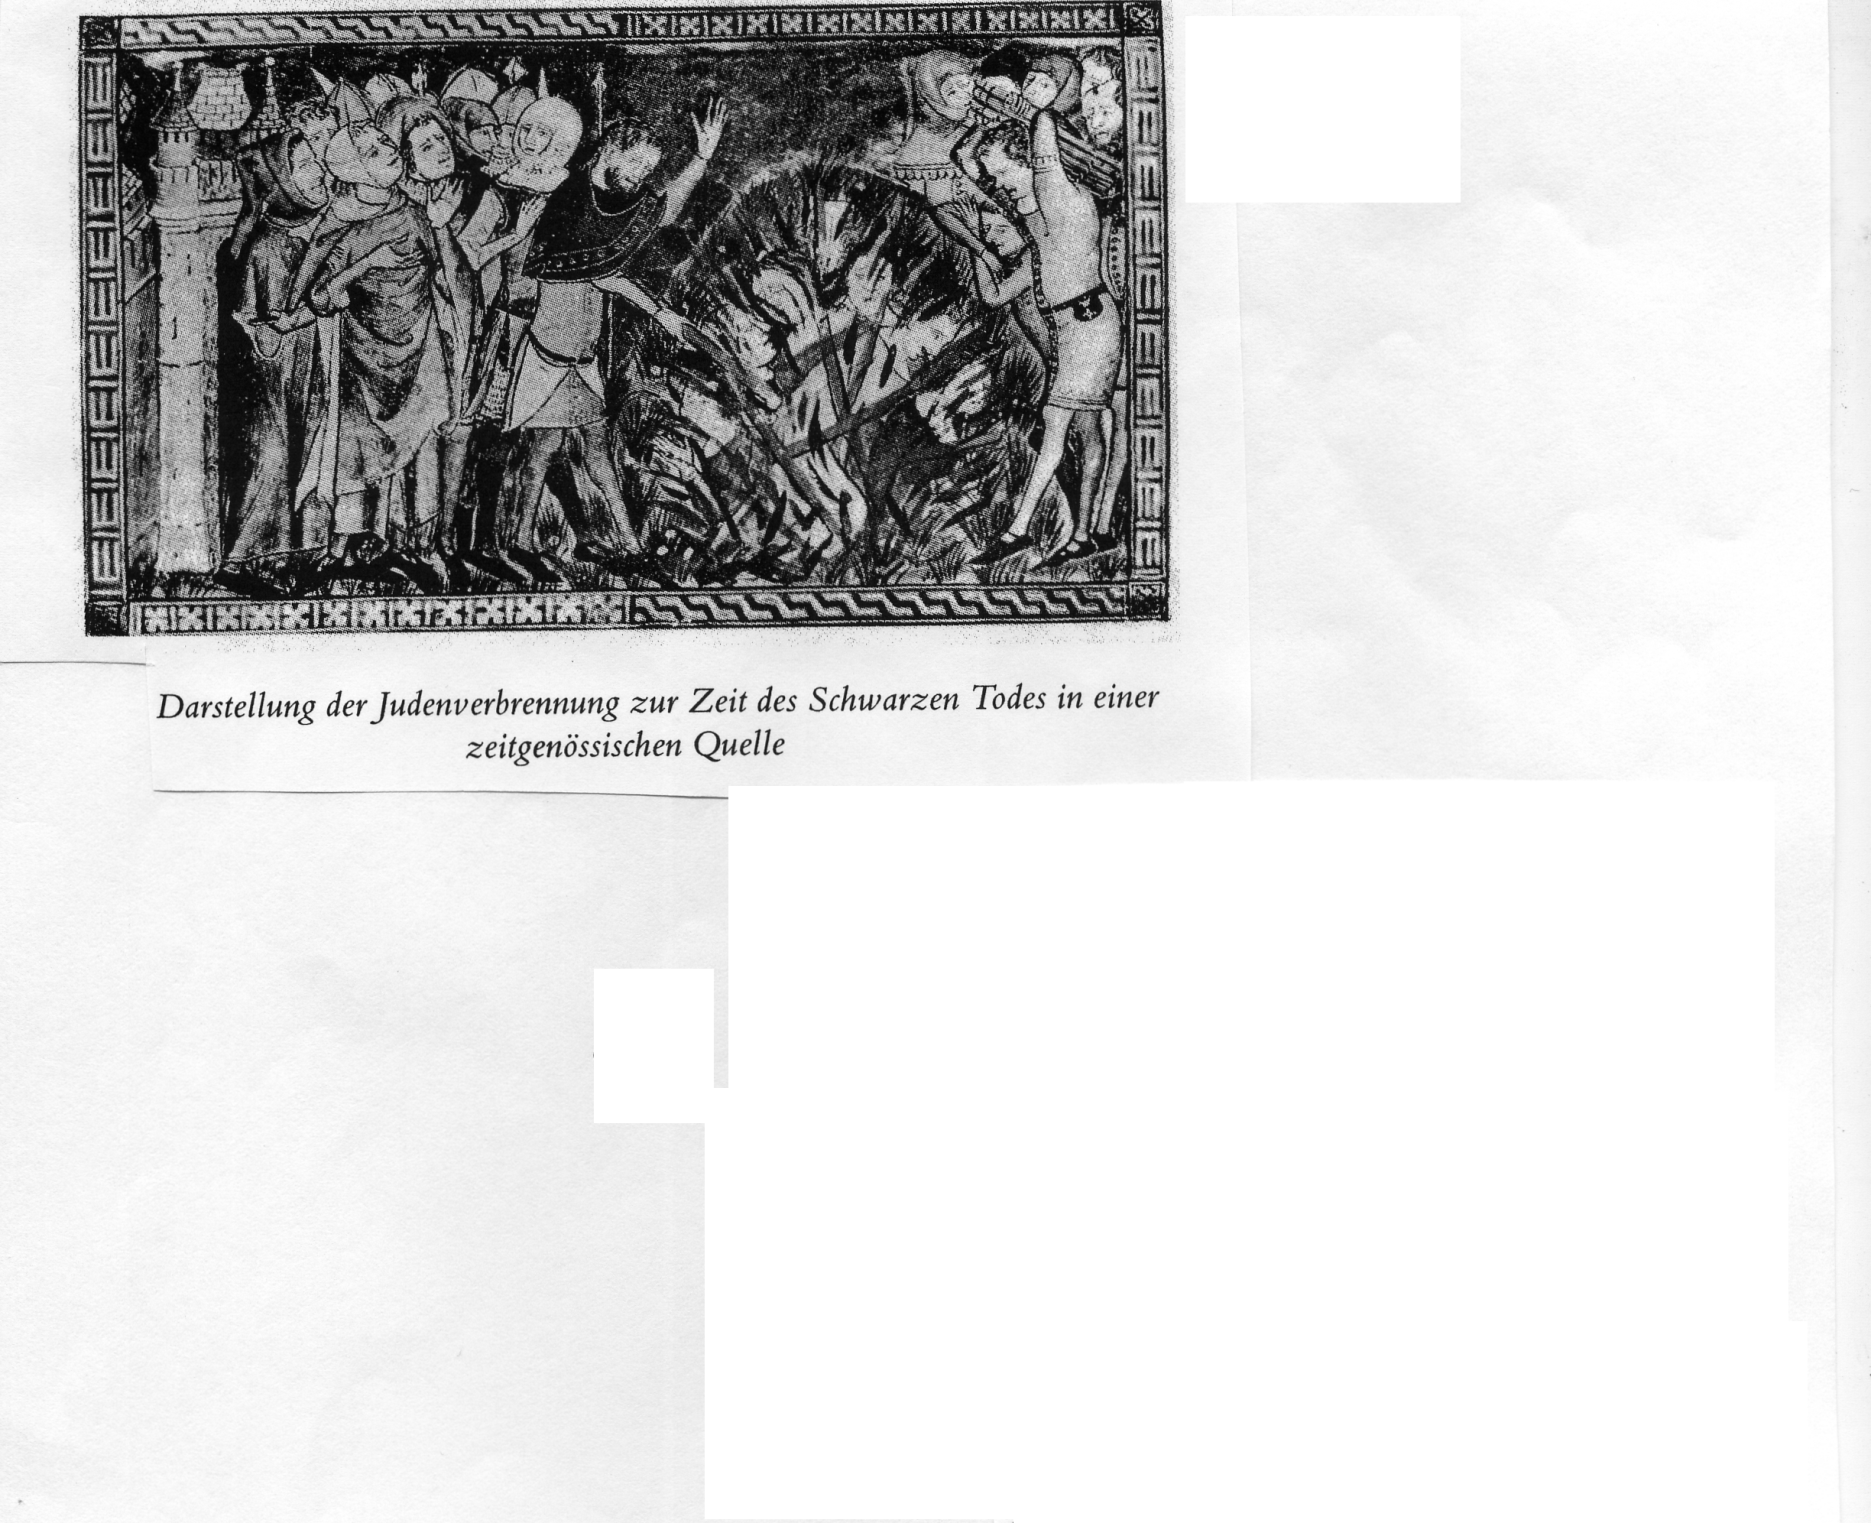 Darstellung der Judenverbrennung zur Zeit des Schwarzen Todes in einer
zeitgenössischen Quelle